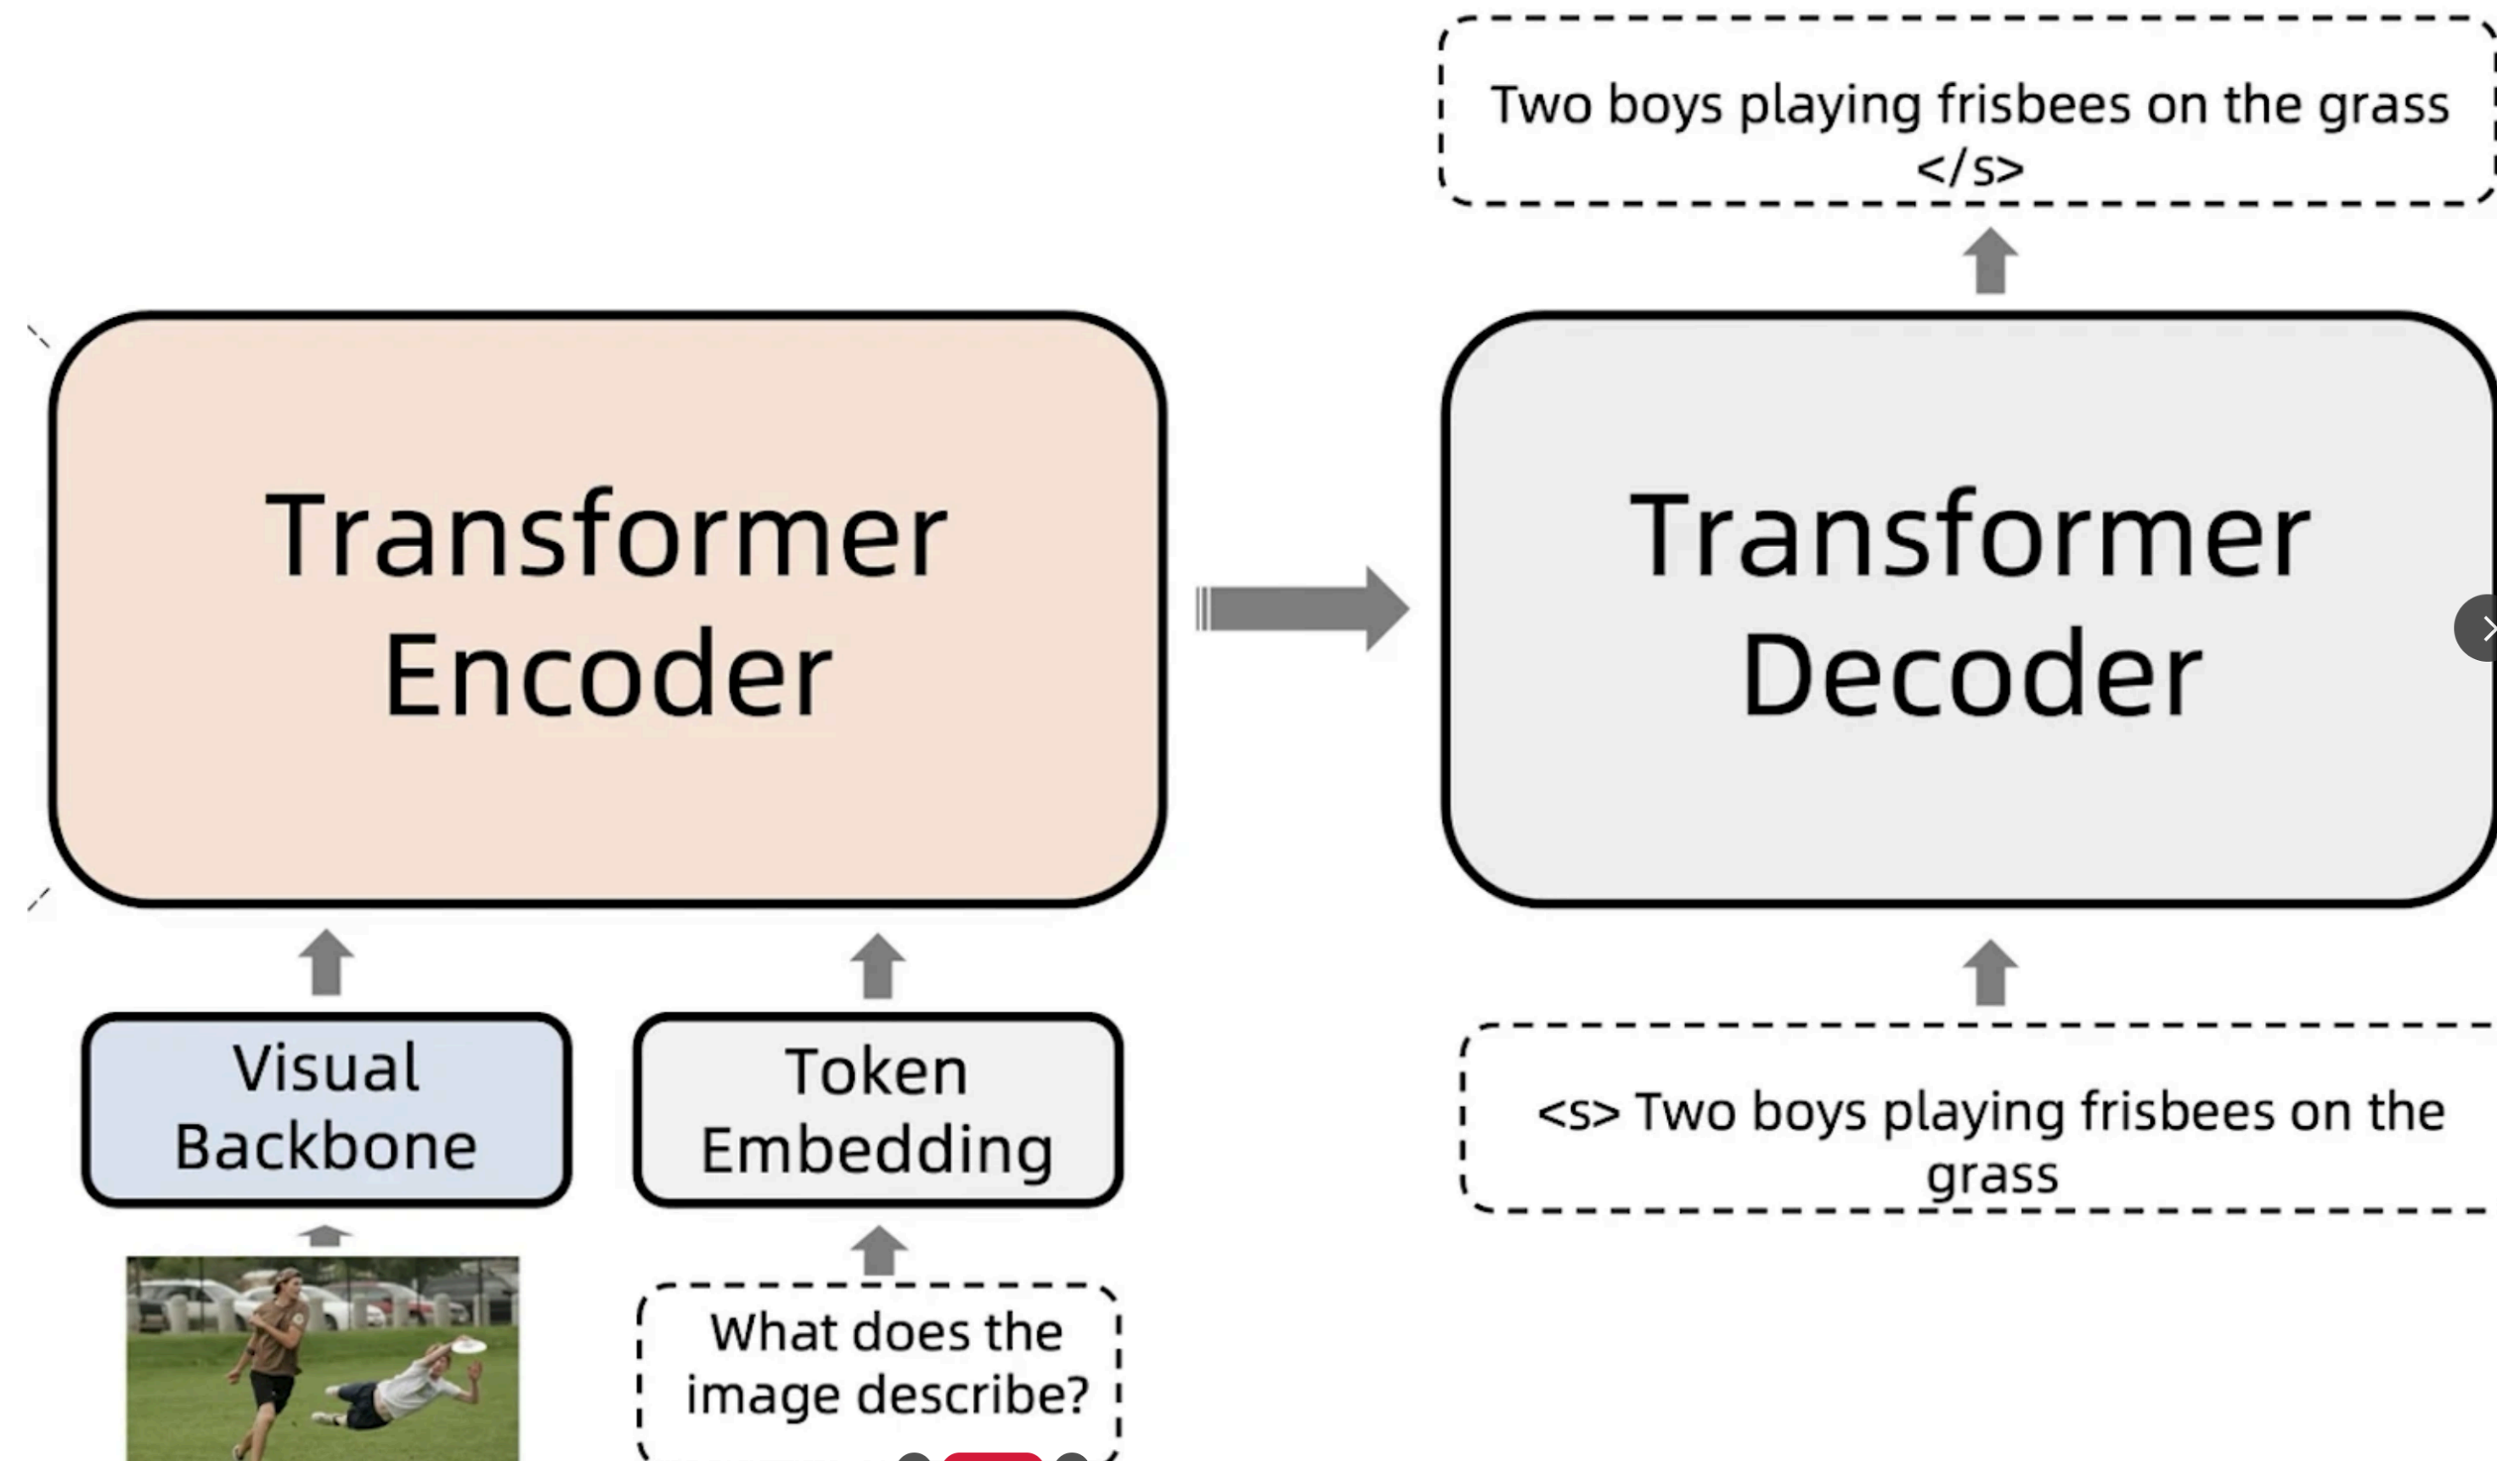 Two boys playing frisbees on the grass
</s>
Transformer
Encoder
Transformer
Decoder
Visual
Backbone
Token
Embedding
<s> Two boys playing frisbees on the
grass
What does the
image describe?